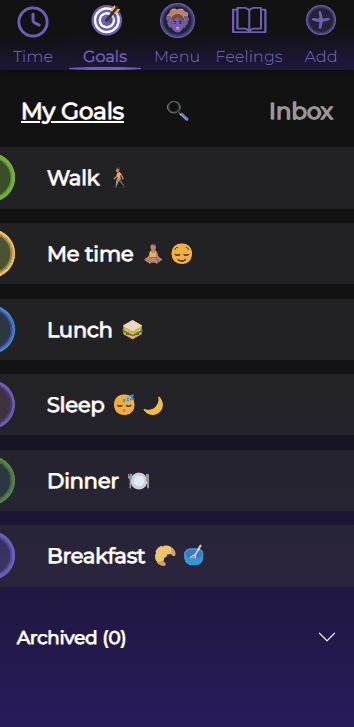 Time Goals Menu Feelings Add
My Goals Inbox
Walk
Me time
Lunch
Sleep
Dinner
Breakfast
Archived (0)